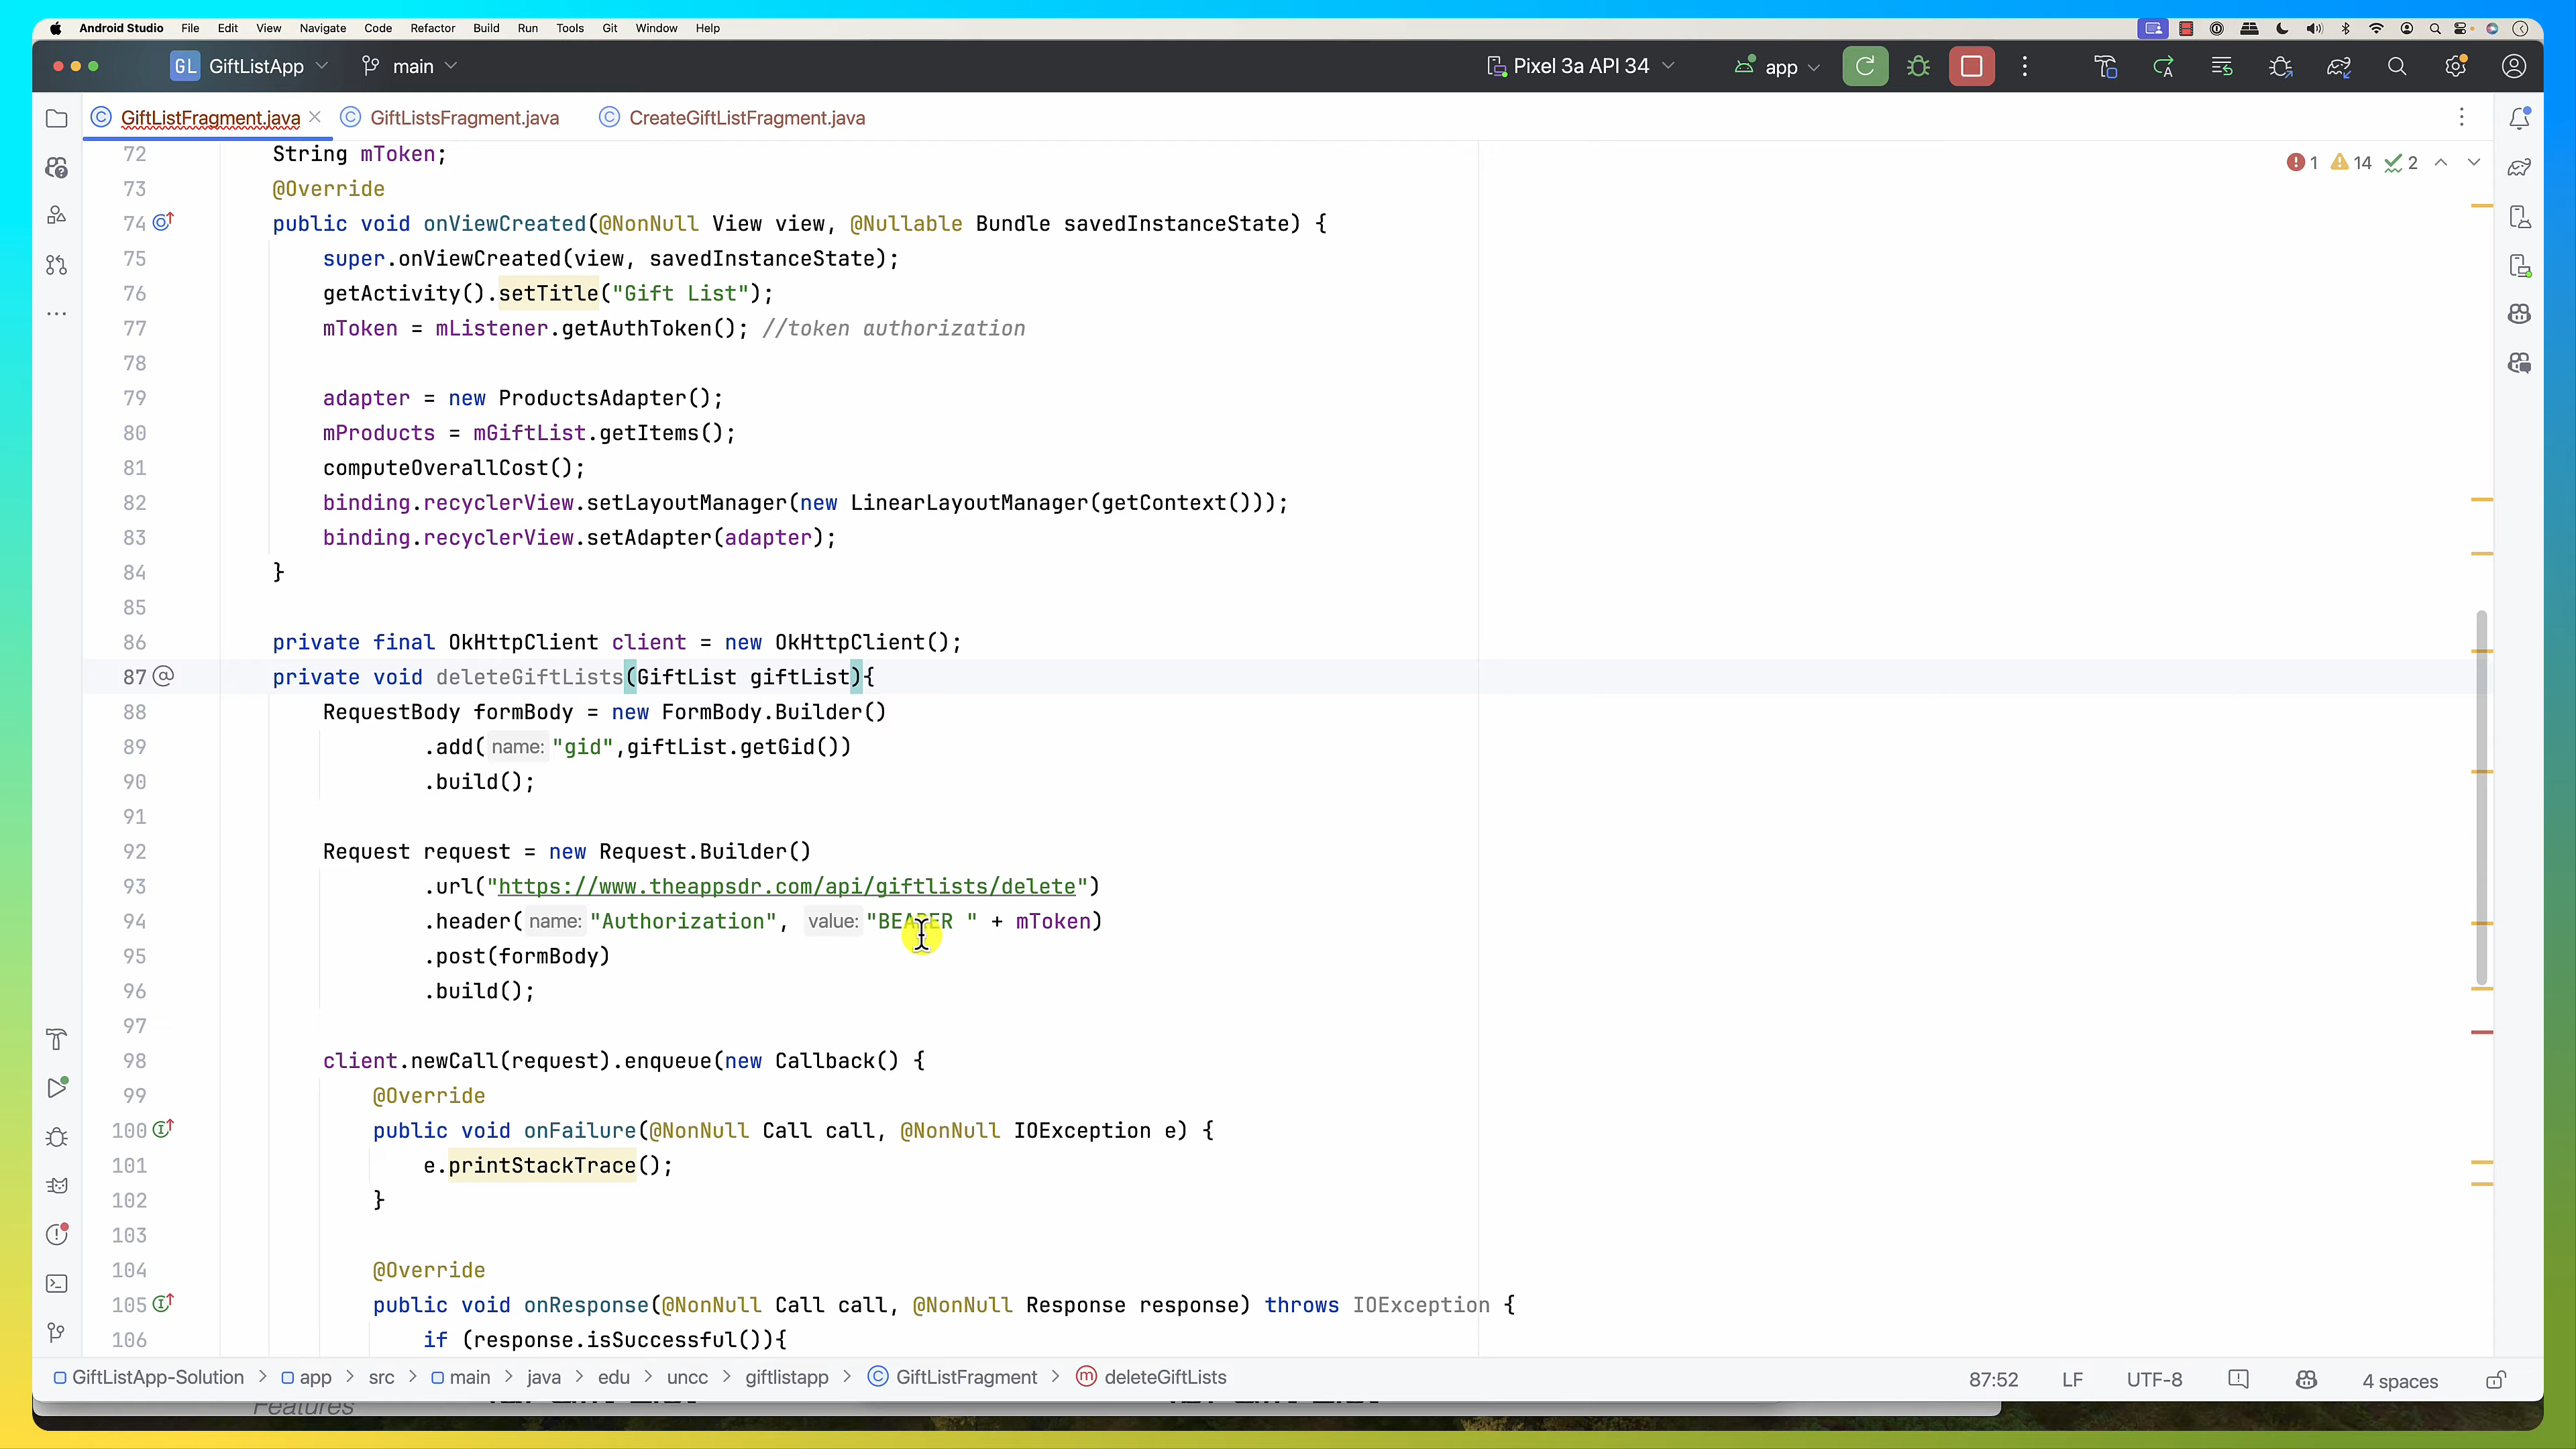 Android Studio File Edit View Navigate Code Refactor Build Run Tools Git Window Help
GL GiftListApp main Pixel 3a API 34 app
GiftListFragment.java GiftListsFragment.java CreateGiftListFragment.java
1 14 2
72 String mToken;
73 @Override
74 public void onViewCreated(@NonNull View view, @Nullable Bundle savedInstanceState) {
75 super.onViewCreated(view, savedInstanceState);
76 getActivity().setTitle("Gift List");
77 mToken = mListener.getAuthToken(); //token authorization
78
79 adapter = new ProductsAdapter();
80 mProducts = mGiftList.getItems();
81 computeOverallCost();
82 binding.recyclerView.setLayoutManager(new LinearLayoutManager(getContext()));
83 binding.recyclerView.setAdapter(adapter);
84 }
85
86 private final OkHttpClient client = new OkHttpClient();
87 private void deleteGiftLists(GiftList giftList){
88 RequestBody formBody = new FormBody.Builder()
89 .add( name: "gid",giftList.getGid())
90 .build();
91
92 Request request = new Request.Builder()
93 .url("https://www.theappsdr.com/api/giftlists/delete")
94 .header( name: "Authorization", value: "BEARER " + mToken)
95 .post(formBody)
96 .build();
97
98 client.newCall(request).enqueue(new Callback() {
99 @Override
100 public void onFailure(@NonNull Call call, @NonNull IOException e) {
101 e.printStackTrace();
102 }
103
104 @Override
105 public void onResponse(@NonNull Call call, @NonNull Response response) throws IOException {
106 if (response.isSuccessful()){
GiftListApp-Solution > app > src > main > java > edu > uncc > giftlistapp > GiftListFragment > deleteGiftLists 87:52 LF UTF-8 4 spaces
Features